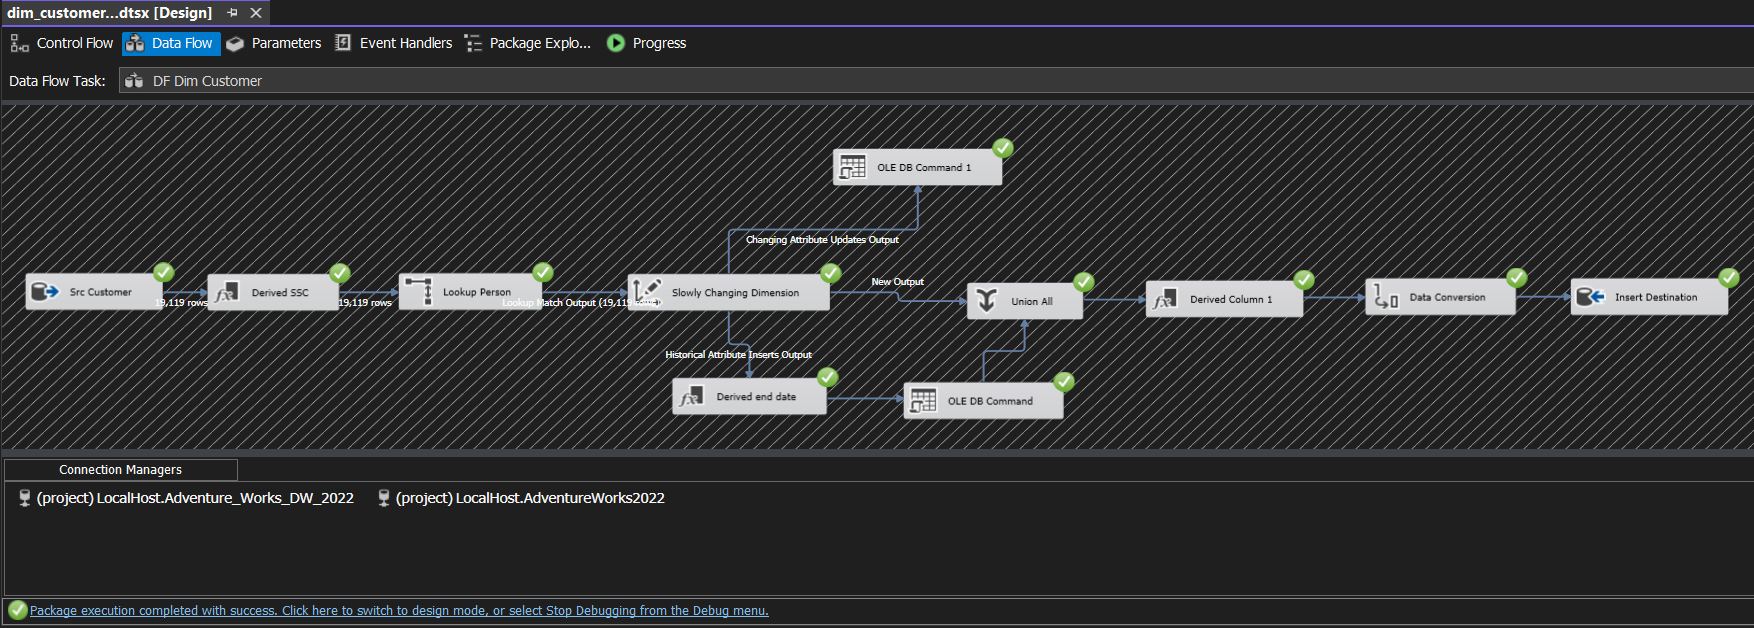 dim_customer...dtsx [Design]
Control Flow
Data Flow
Parameters
Event Handlers
Package Explo...
Progress
Data Flow Task:
DF Dim Customer
OLE DB Command 1
Changing Attribute Updates Output
Src Customer
19,119 rows
Derived SSC
19,119 rows
Lookup Person
Lookup Match Output (19,119 rows)
Slowly Changing Dimension
New Output
Union All
Derived Column 1
Data Conversion
Insert Destination
Historical Attribute Inserts Output
Derived end date
OLE DB Command
Connection Managers
(project) LocalHost.Adventure_Works_DW_2022
(project) LocalHost.AdventureWorks2022
Package execution completed with success. Click here to switch to design mode, or select Stop Debugging from the Debug menu.